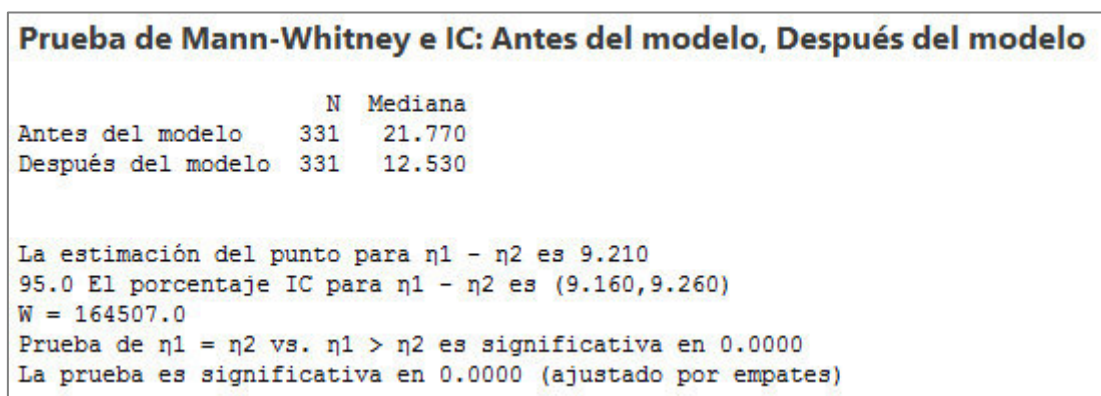 Prueba de Mann-Whitney e IC: Antes del modelo, Después del modelo
N Mediana
Antes del modelo 331 21.770
Después del modelo 331 12.530
La estimación del punto para η1 - η2 es 9.210
95.0 El porcentaje IC para η1 - η2 es (9.160,9.260)
W = 164507.0
Prueba de η1 = η2 vs. η1 > η2 es significativa en 0.0000
La prueba es significativa en 0.0000 (ajustado por empates)